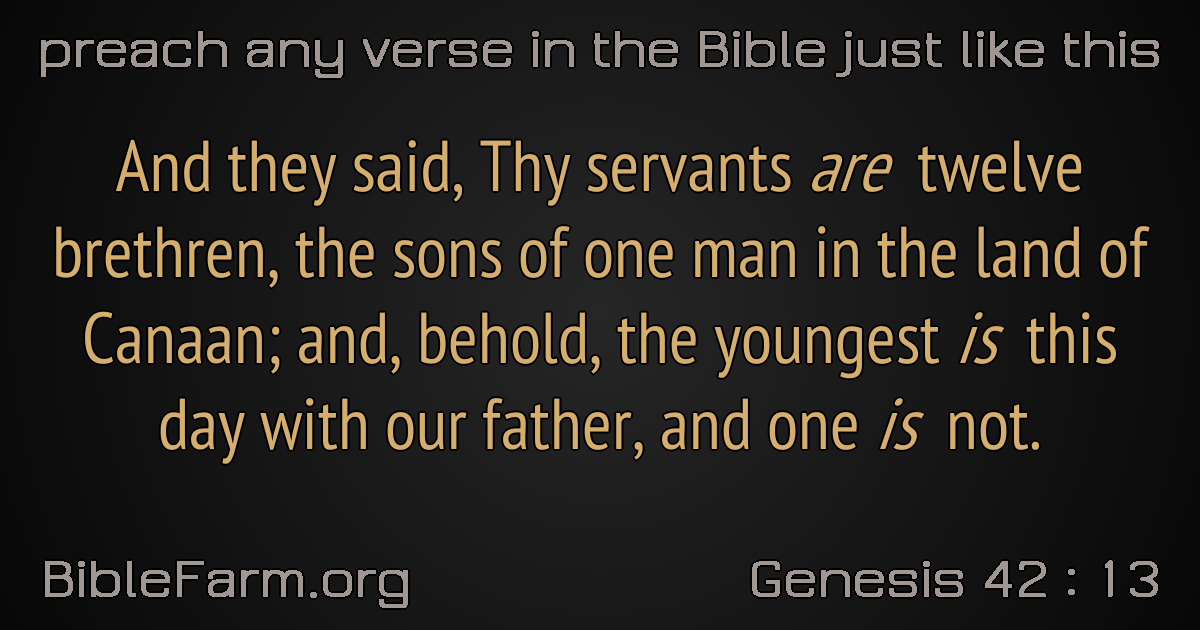 preach any verse in the Bible just like this
And they said, Thy servants are twelve
brethren, the sons of one man in the land of
Canaan; and, behold, the youngest is this
day with our father, and one is not.
BibleFarm.org
Genesis 42 : 13